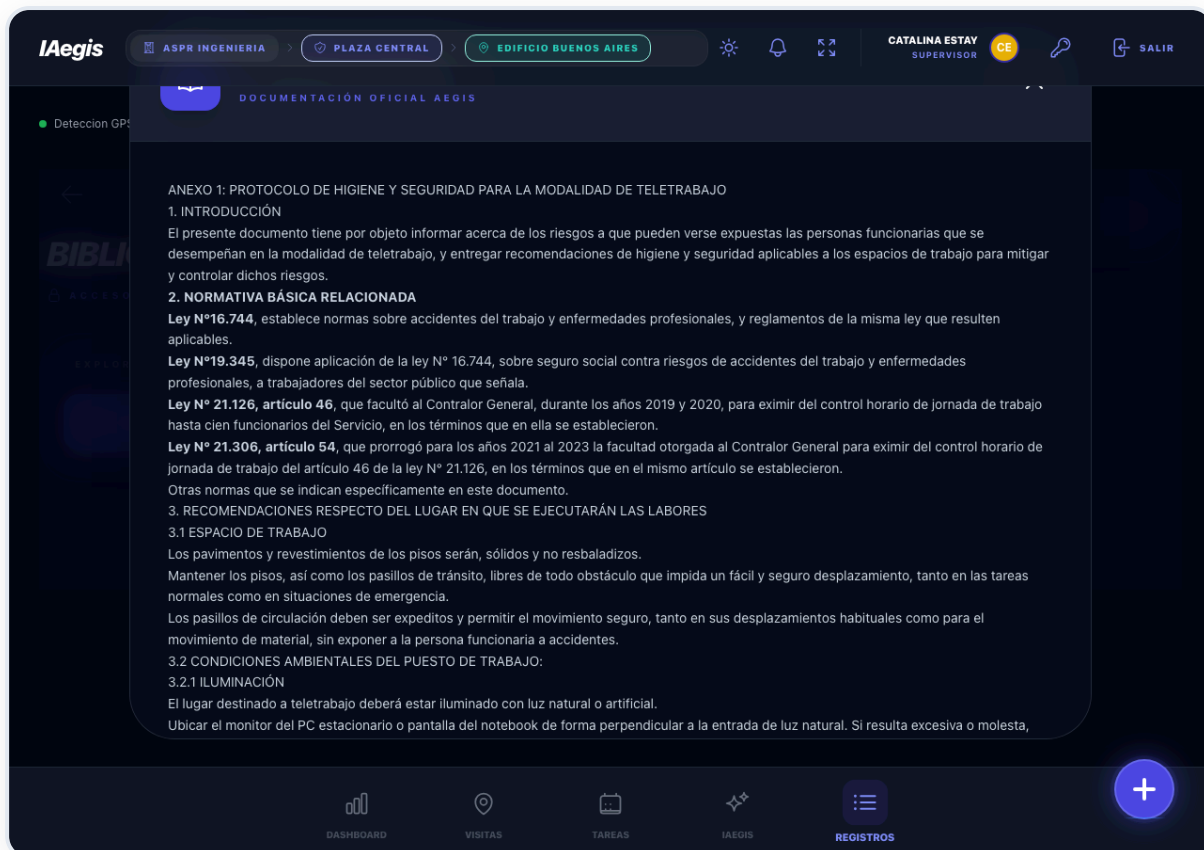 IAegis
ASPR INGENIERIA
PLAZA CENTRAL
EDIFICIO BUENOS AIRES
CATALINA ESTAY
SUPERVISOR
CE
SALIR
DOCUMENTACIÓN OFICIAL AEGIS
Deteccion GPS
BIBLI
ACCESO
EXPLOR
ANEXO 1: PROTOCOLO DE HIGIENE Y SEGURIDAD PARA LA MODALIDAD DE TELETRABAJO
1. INTRODUCCIÓN
El presente documento tiene por objeto informar acerca de los riesgos a que pueden verse expuestas las personas funcionarias que se
desempeñan en la modalidad de teletrabajo, y entregar recomendaciones de higiene y seguridad aplicables a los espacios de trabajo para mitigar
y controlar dichos riesgos.
2. NORMATIVA BÁSICA RELACIONADA
Ley N°16.744, establece normas sobre accidentes del trabajo y enfermedades profesionales, y reglamentos de la misma ley que resulten
aplicables.
Ley N°19.345, dispone aplicación de la ley N° 16.744, sobre seguro social contra riesgos de accidentes del trabajo y enfermedades
profesionales, a trabajadores del sector público que señala.
Ley N° 21.126, artículo 46, que facultó al Contralor General, durante los años 2019 y 2020, para eximir del control horario de jornada de trabajo
hasta cien funcionarios del Servicio, en los términos que en ella se establecieron.
Ley N° 21.306, artículo 54, que prorrogó para los años 2021 al 2023 la facultad otorgada al Contralor General para eximir del control horario de
jornada de trabajo del artículo 46 de la ley N° 21.126, en los términos que en el mismo artículo se establecieron.
Otras normas que se indican específicamente en este documento.
3. RECOMENDACIONES RESPECTO DEL LUGAR EN QUE SE EJECUTARÁN LAS LABORES
3.1 ESPACIO DE TRABAJO
Los pavimentos y revestimientos de los pisos serán, sólidos y no resbaladizos.
Mantener los pisos, así como los pasillos de tránsito, libres de todo obstáculo que impida un fácil y seguro desplazamiento, tanto en las tareas
normales como en situaciones de emergencia.
Los pasillos de circulación deben ser expeditos y permitir el movimiento seguro, tanto en sus desplazamientos habituales como para el
movimiento de material, sin exponer a la persona funcionaria a accidentes.
3.2 CONDICIONES AMBIENTALES DEL PUESTO DE TRABAJO:
3.2.1 ILUMINACIÓN
El lugar destinado a teletrabajo deberá estar iluminado con luz natural o artificial.
Ubicar el monitor del PC estacionario o pantalla del notebook de forma perpendicular a la entrada de luz natural. Si resulta excesiva o molesta,
DASHBOARD
VISITAS
TAREAS
IAEGIS
REGISTROS